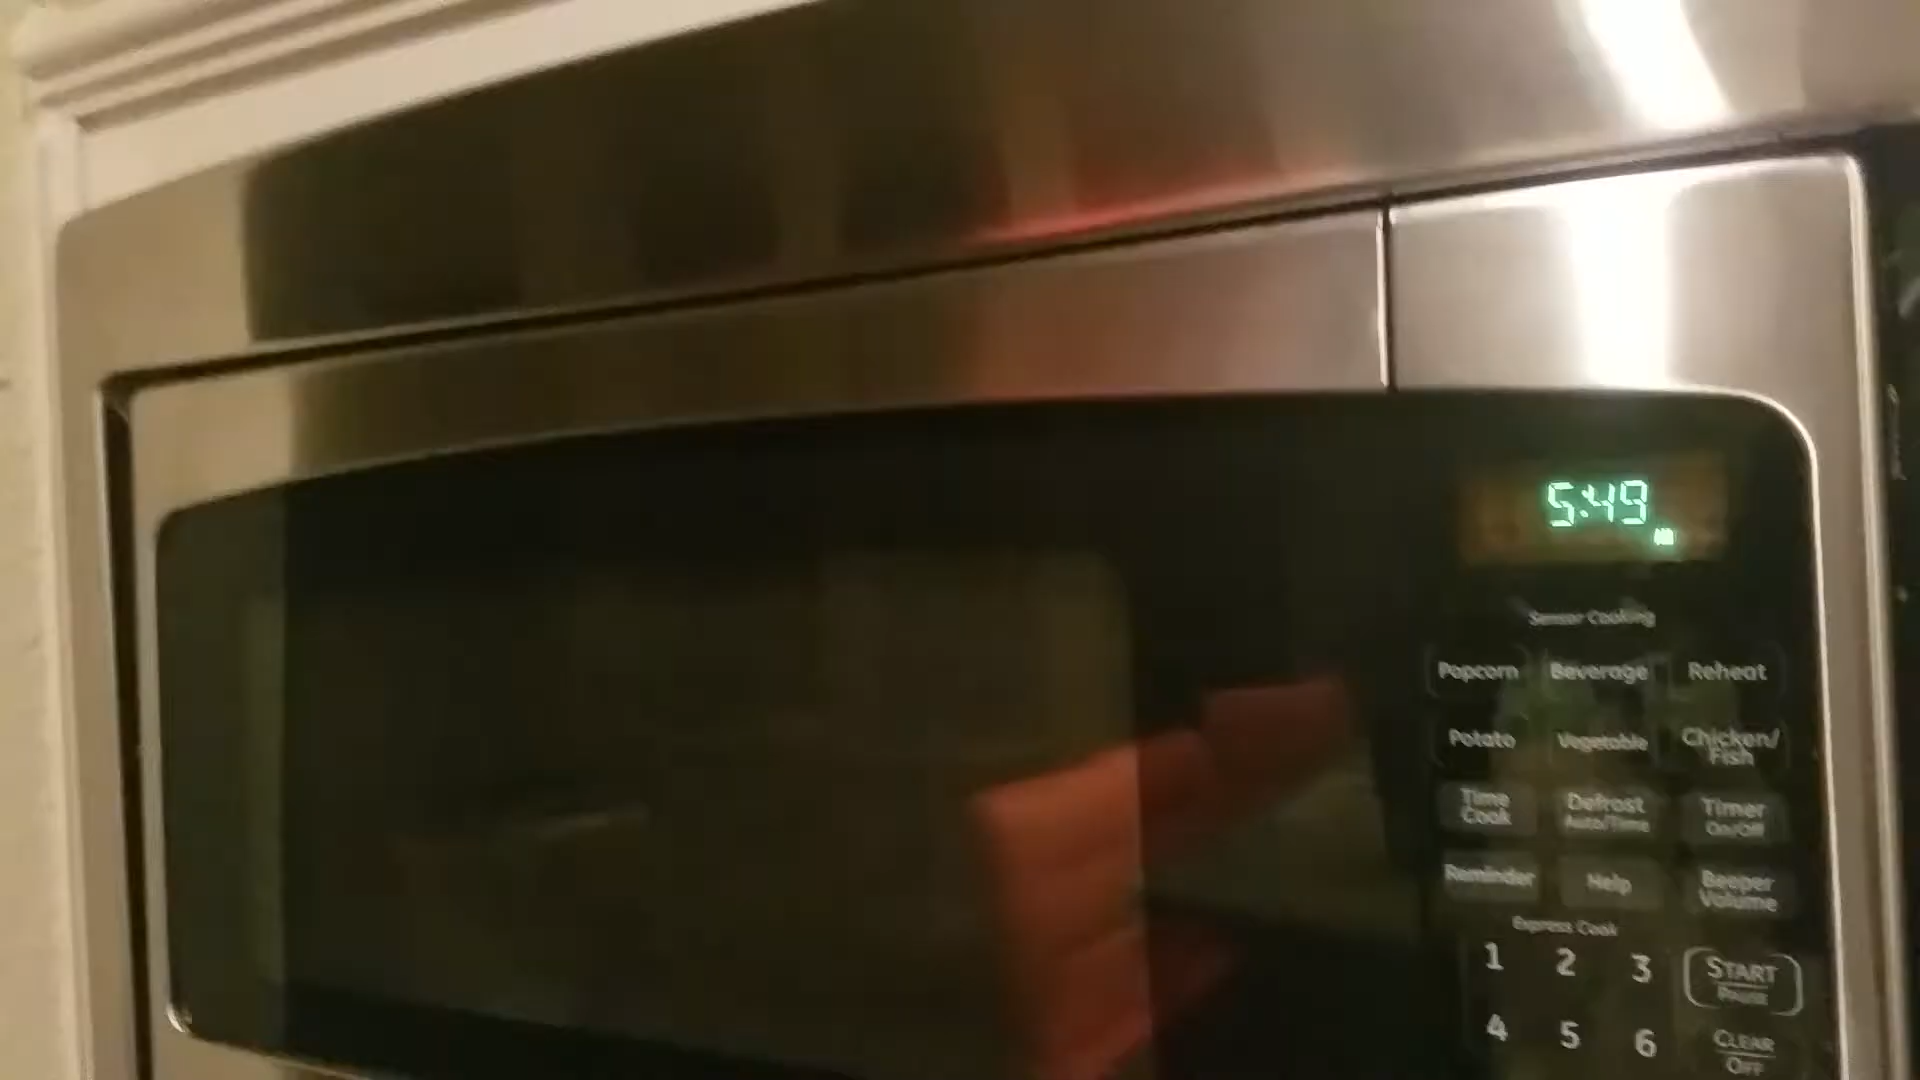 5:49
Sensor Cooking
Popcorn Beverage Reheat
Potato Vegetable Chicken/
Fish
Time
Cook
Defrost
Auto/Time
Timer
On/Off
Reminder Help Beeper
Volume
Express Cook
1 2 3
START
Pause
4 5 6
CLEAR
Off